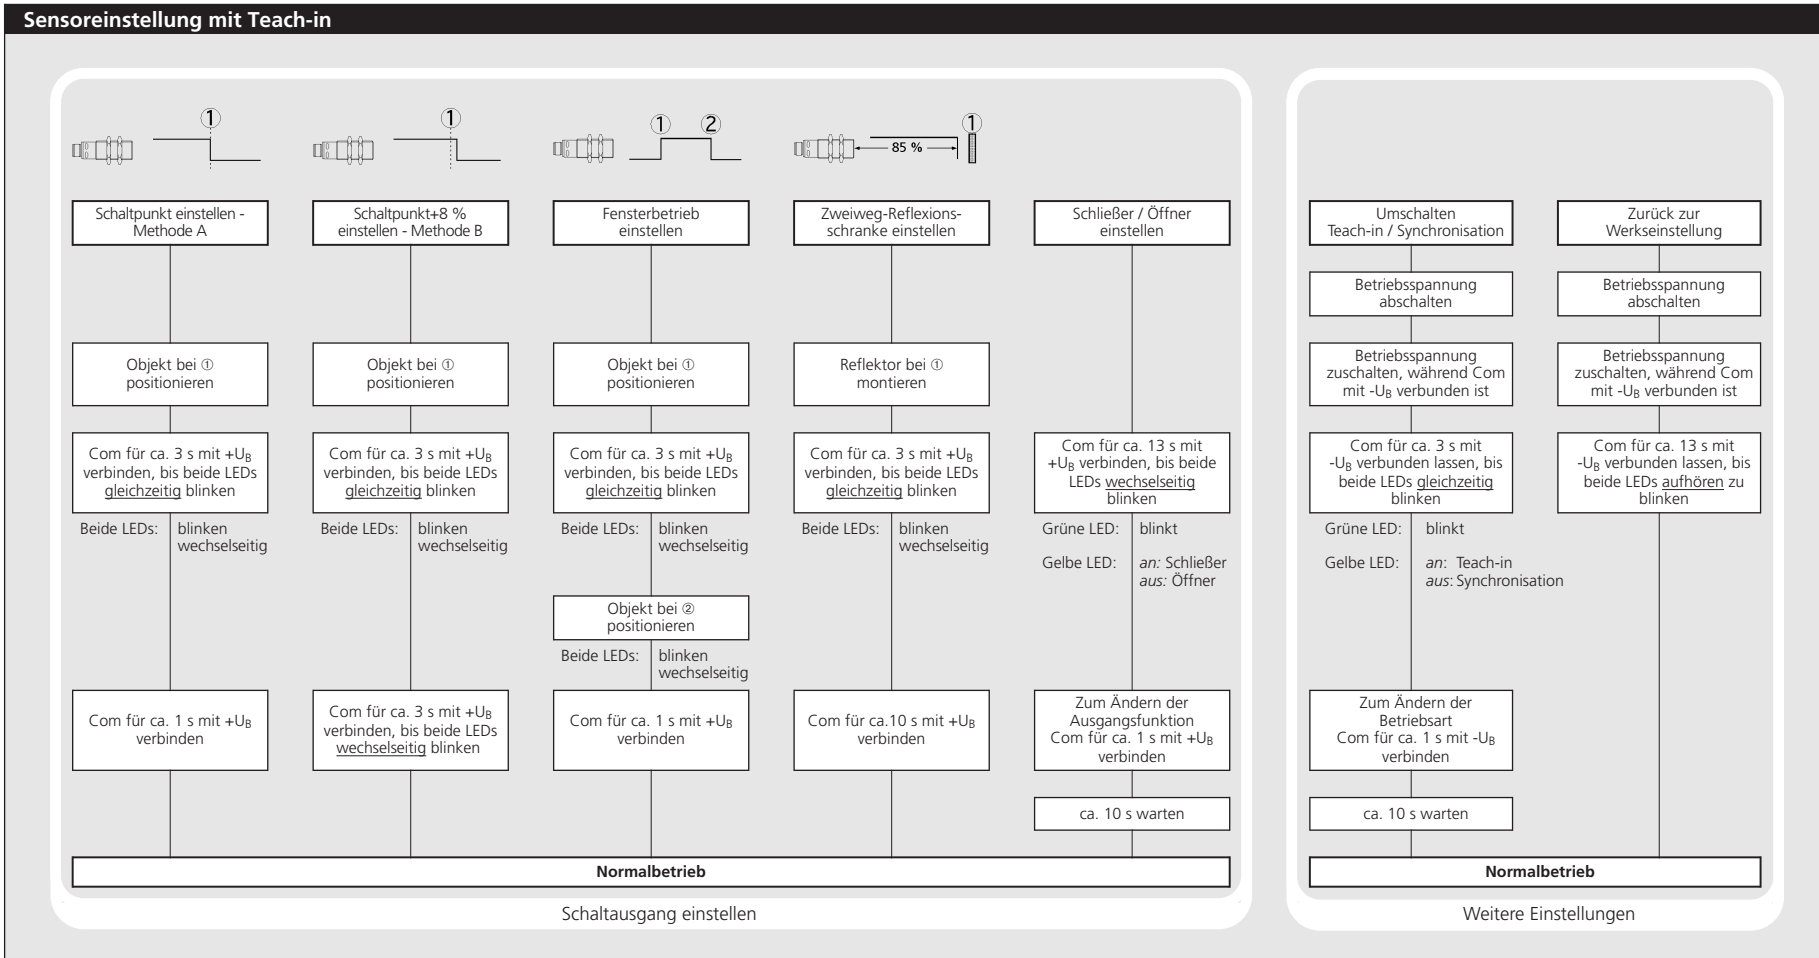 Sensoreinstellung mit Teach-in
①
Schaltpunkt einstellen -
Methode A
Objekt bei ①
positionieren
Com für ca. 3 s mit +UB
verbinden, bis beide LEDs
gleichzeitig blinken
Beide LEDs: blinken
wechselseitig
Com für ca. 1 s mit +UB
verbinden
①
Schaltpunkt+8 %
einstellen - Methode B
Objekt bei ①
positionieren
Com für ca. 3 s mit +UB
verbinden, bis beide LEDs
gleichzeitig blinken
Beide LEDs: blinken
wechselseitig
Com für ca. 3 s mit +UB
verbinden, bis beide LEDs
wechselseitig blinken
① ②
Fensterbetrieb
einstellen
Objekt bei ①
positionieren
Com für ca. 3 s mit +UB
verbinden, bis beide LEDs
gleichzeitig blinken
Beide LEDs: blinken
wechselseitig
Objekt bei ②
positionieren
Beide LEDs: blinken
wechselseitig
Com für ca. 1 s mit +UB
verbinden
①
85 %
Zweiweg-Reflexions-
schranke einstellen
Reflektor bei ①
montieren
Com für ca. 3 s mit +UB
verbinden, bis beide LEDs
gleichzeitig blinken
Beide LEDs: blinken
wechselseitig
Com für ca.10 s mit +UB
verbinden
Schließer / Öffner
einstellen
Com für ca. 13 s mit
+UB verbinden, bis beide
LEDs wechselseitig
blinken
Grüne LED: blinkt
Gelbe LED: an: Schließer
aus: Öffner
Zum Ändern der
Ausgangsfunktion
Com für ca. 1 s mit +UB
verbinden
ca. 10 s warten
Normalbetrieb
Schaltausgang einstellen
Umschalten
Teach-in / Synchronisation
Betriebsspannung
abschalten
Betriebsspannung
zuschalten, während Com
mit -UB verbunden ist
Com für ca. 3 s mit
-UB verbunden lassen, bis
beide LEDs gleichzeitig
blinken
Grüne LED: blinkt
Gelbe LED: an: Teach-in
aus: Synchronisation
Zum Ändern der
Betriebsart
Com für ca. 1 s mit -UB
verbinden
ca. 10 s warten
Zurück zur
Werkseinstellung
Betriebsspannung
abschalten
Betriebsspannung
zuschalten, während Com
mit -UB verbunden ist
Com für ca. 13 s mit
-UB verbunden lassen, bis
beide LEDs aufhören zu
blinken
Normalbetrieb
Weitere Einstellungen